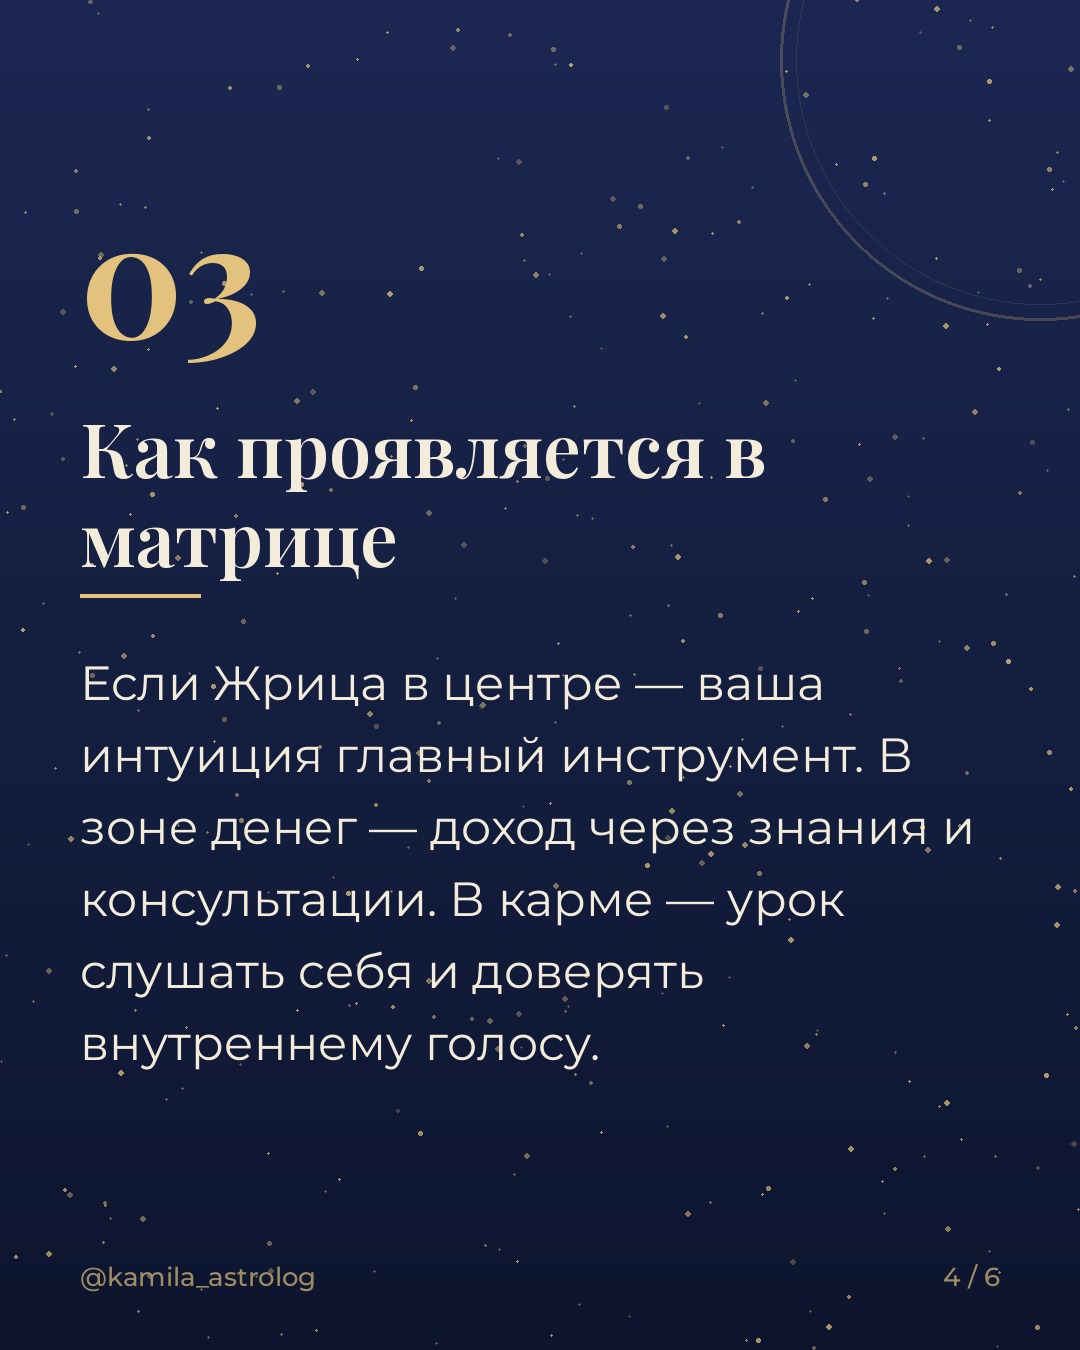 03
Как проявляется в
матрице
Если Жрица в центре — ваша
интуиция главный инструмент. В
зоне денег — доход через знания и
консультации. В карме — урок
слушать себя и доверять
внутреннему голосу.
@kamila_astrolog
4 / 6